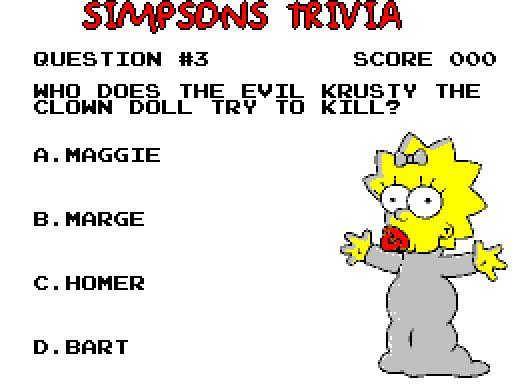 SIMPSONS TRIVIA
QUESTION #3 SCORE 000
WHO DOES THE EVIL KRUSTY THE
CLOWN DOLL TRY TO KILL?
A.MAGGIE
B.MARGE
C.HOMER
D.BART